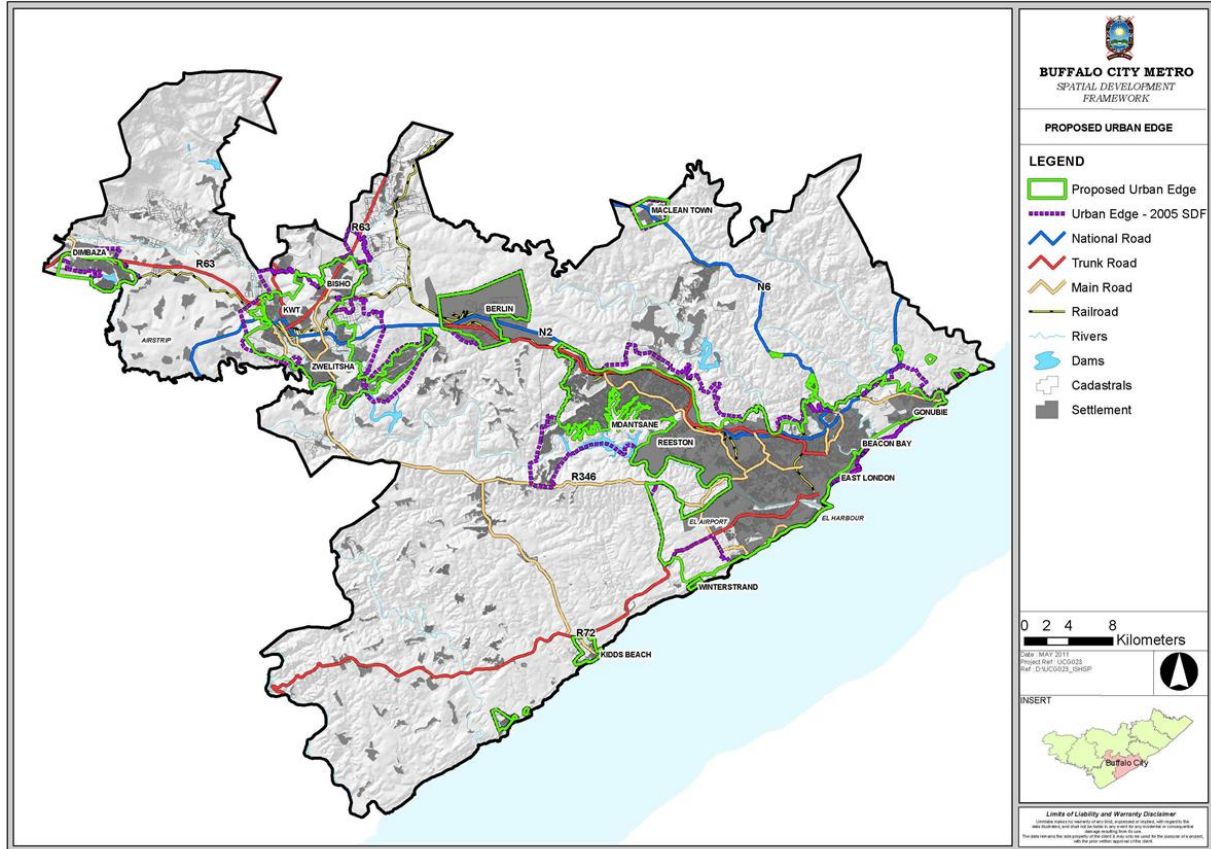 BUFFALO CITY METRO
SPATIAL DEVELOPMENT
FRAMEWORK
PROPOSED URBAN EDGE
LEGEND
Proposed Urban Edge
Urban Edge - 2005 SDF
National Road
Trunk Road
Main Road
Railroad
Rivers
Dams
Cadastrals
Settlement
0 2 4 8
Kilometers
Date : MAY 2011
Project Ref : UCG023
INSERT
Buffalo City
Limits of Liability and Warranty Disclaimer
MACLEAN TOWN
R63
DIMBAZA
R63
BISHO
N6
KWT
BERLIN
N2
AIRSTRIP
ZWELITSHA
GONUBIE
MDANTSANE
REESTON
BEACON BAY
R346
EAST LONDON
EL AIRPORT
EL HARBOUR
WINTERSTRAND
R72
KIDDS BEACH